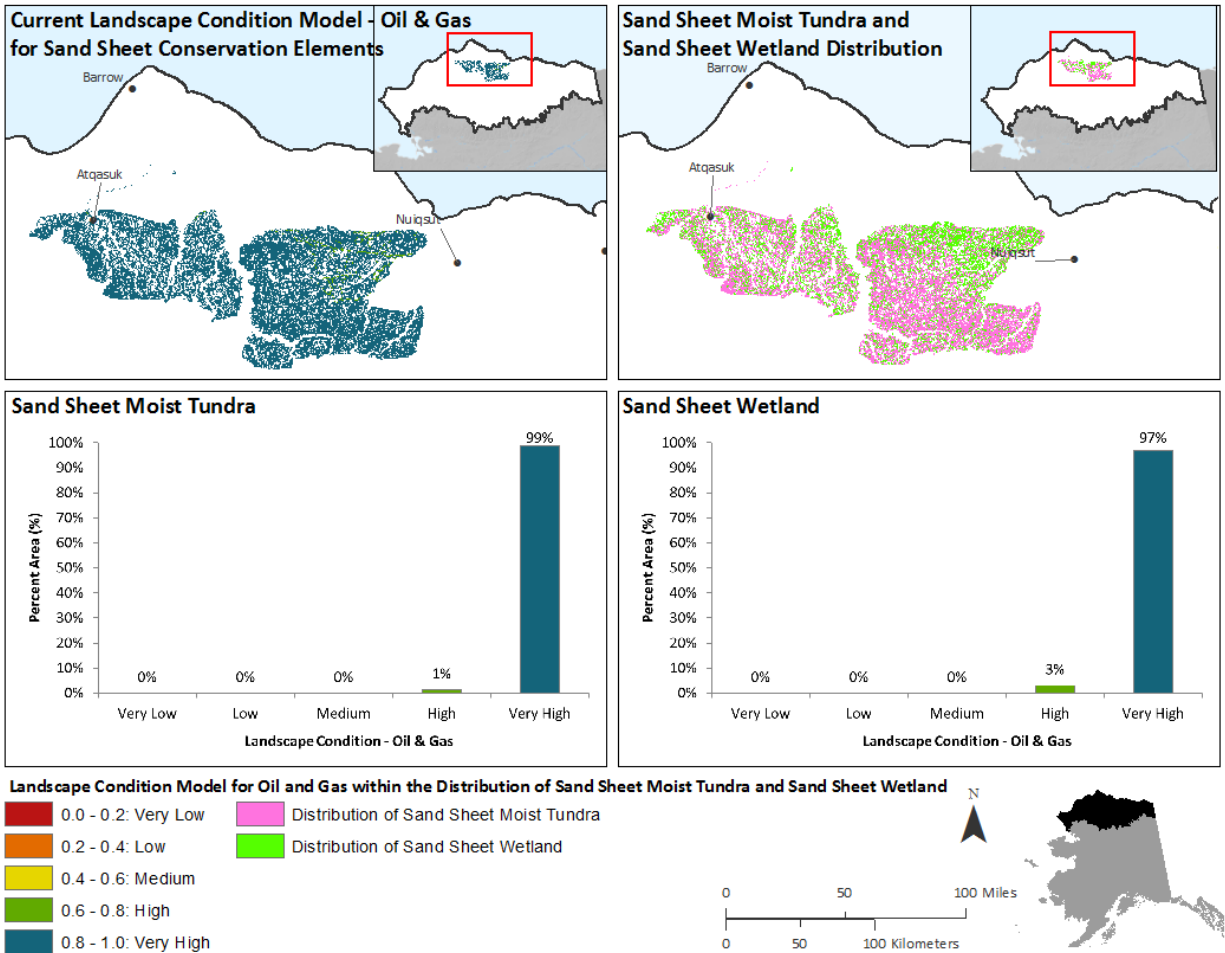 Current Landscape Condition Model - Oil & Gas
for Sand Sheet Conservation Elements
Barrow
Atqasuk
Nuiqsut
Sand Sheet Moist Tundra and
Sand Sheet Wetland Distribution
Barrow
Atqasuk
Nuiqsut
Sand Sheet Moist Tundra
Percent Area (%)
100%
90%
80%
70%
60%
50%
40%
30%
20%
10%
0%
0%
0%
0%
1%
99%
Very Low
Low
Medium
High
Very High
Landscape Condition - Oil & Gas
Sand Sheet Wetland
Percent Area (%)
100%
90%
80%
70%
60%
50%
40%
30%
20%
10%
0%
0%
0%
0%
3%
97%
Very Low
Low
Medium
High
Very High
Landscape Condition - Oil & Gas
Landscape Condition Model for Oil and Gas within the Distribution of Sand Sheet Moist Tundra and Sand Sheet Wetland
0.0 - 0.2: Very Low
0.2 - 0.4: Low
0.4 - 0.6: Medium
0.6 - 0.8: High
0.8 - 1.0: Very High
Distribution of Sand Sheet Moist Tundra
Distribution of Sand Sheet Wetland
N
0 50 100 Miles
0 50 100 Kilometers